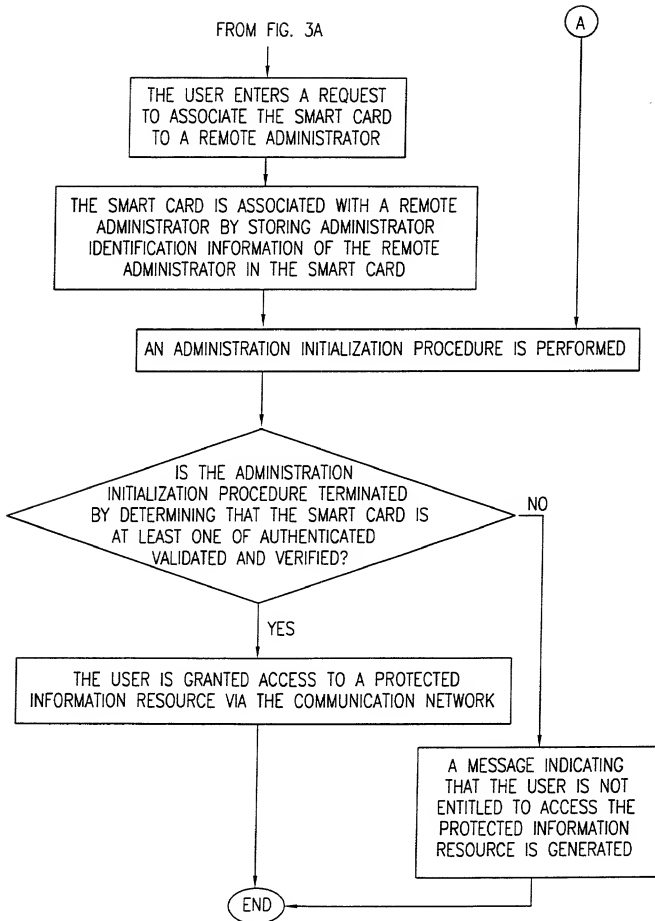 FROM FIG. 3A
A
THE USER ENTERS A REQUEST
TO ASSOCIATE THE SMART CARD
TO A REMOTE ADMINISTRATOR
THE SMART CARD IS ASSOCIATED WITH A REMOTE
ADMINISTRATOR BY STORING ADMINISTRATOR
IDENTIFICATION INFORMATION OF THE REMOTE
ADMINISTRATOR IN THE SMART CARD
AN ADMINISTRATION INITIALIZATION PROCEDURE IS PERFORMED
IS THE ADMINISTRATION
INITIALIZATION PROCEDURE TERMINATED
BY DETERMINING THAT THE SMART CARD IS
AT LEAST ONE OF AUTHENTICATED
VALIDATED AND VERIFIED?
NO
YES
THE USER IS GRANTED ACCESS TO A PROTECTED
INFORMATION RESOURCE VIA THE COMMUNICATION NETWORK
A MESSAGE INDICATING
THAT THE USER IS NOT
ENTITLED TO ACCESS THE
PROTECTED INFORMATION
RESOURCE IS GENERATED
END